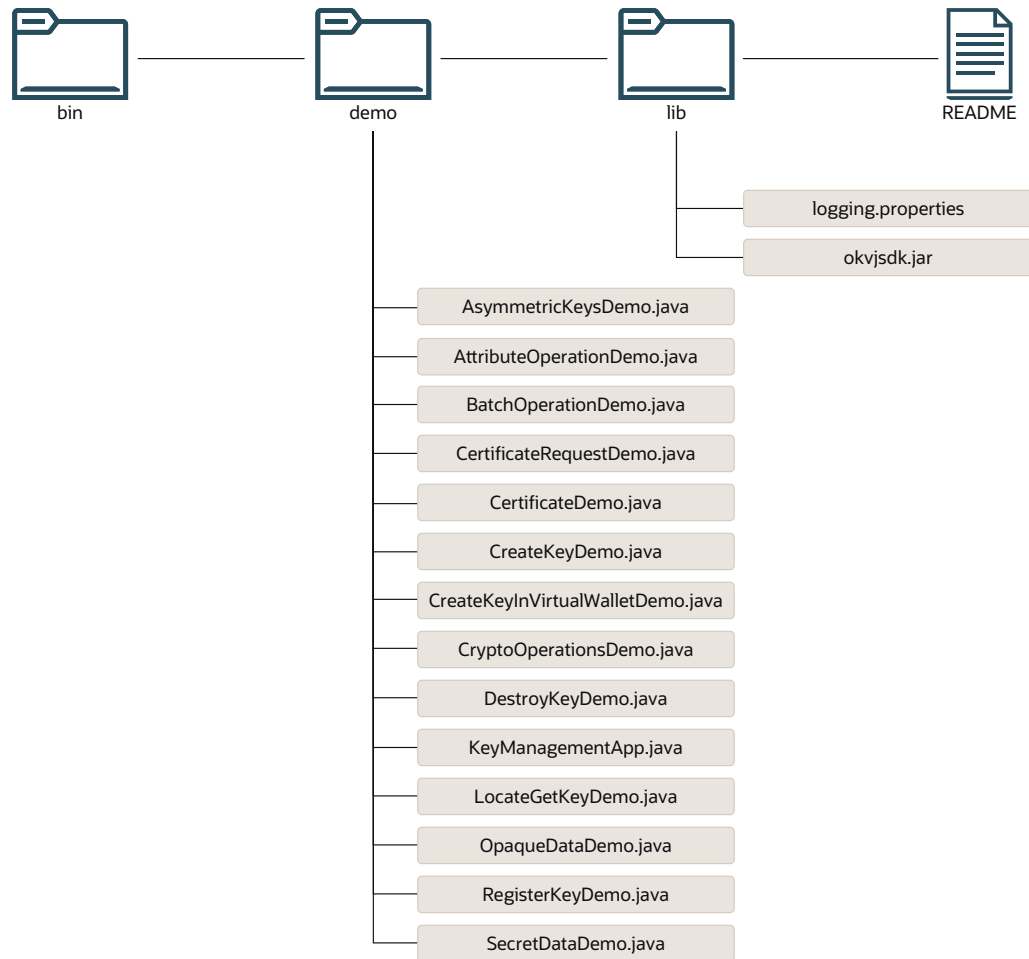 bin
demo
lib
README
logging.properties
okvjsdk.jar
AsymmetricKeysDemo.java
AttributeOperationDemo.java
BatchOperationDemo.java
CertificateRequestDemo.java
CertificateDemo.java
CreateKeyDemo.java
CreateKeyInVirtualWalletDemo.java
CryptoOperationsDemo.java
DestroyKeyDemo.java
KeyManagementApp.java
LocateGetKeyDemo.java
OpaqueDataDemo.java
RegisterKeyDemo.java
SecretDataDemo.java